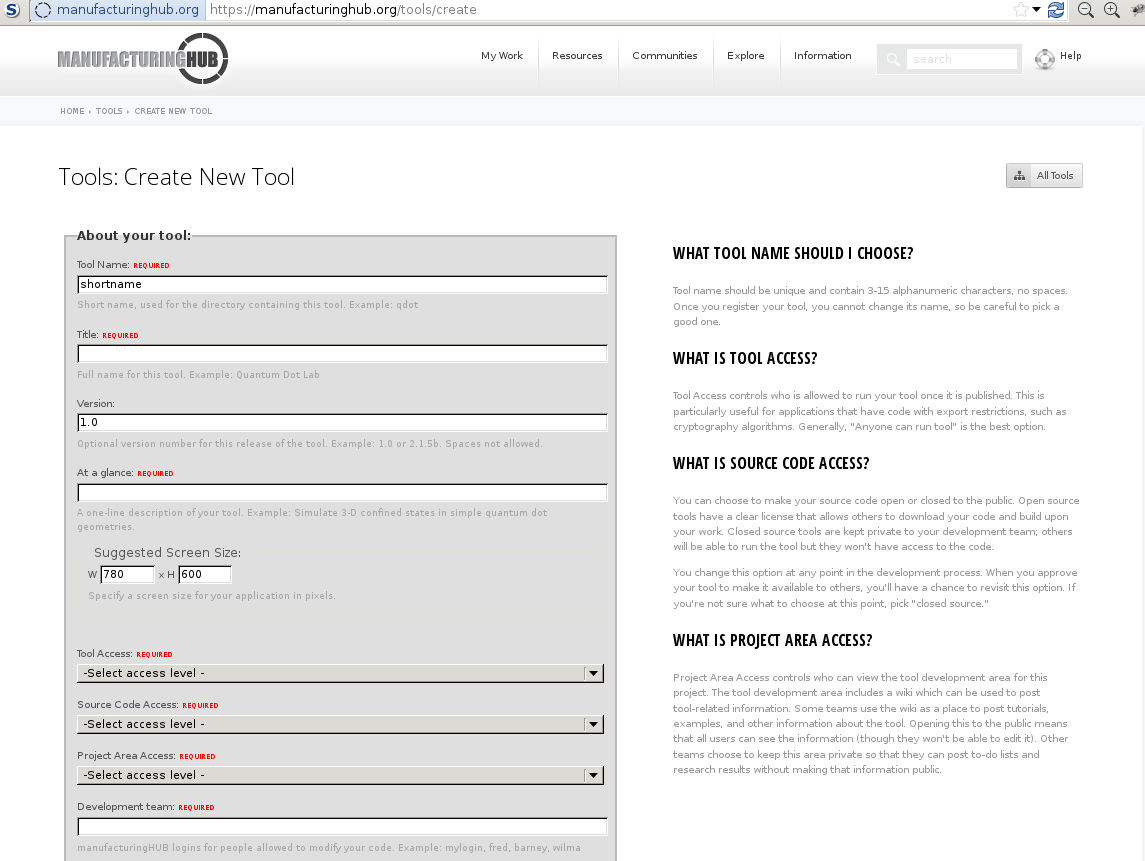 manufacturinghub.org https://manufacturinghub.org/tools/create
MANUFACTURINGHUB
My Work Resources Communities Explore Information search Help
HOME › TOOLS › CREATE NEW TOOL
Tools: Create New Tool
All Tools
About your tool:
Tool Name: REQUIRED
shortname
Short name, used for the directory containing this tool. Example: qdot
Title: REQUIRED
Full name for this tool. Example: Quantum Dot Lab
Version:
1.0
Optional version number for this release of the tool. Example: 1.0 or 2.1.5b. Spaces not allowed.
At a glance: REQUIRED
A one-line description of your tool. Example: Simulate 3-D confined states in simple quantum dot
geometries.
Suggested Screen Size:
W 780 x H 600
Specify a screen size for your application in pixels.
Tool Access: REQUIRED
-Select access level -
Source Code Access: REQUIRED
-Select access level -
Project Area Access: REQUIRED
-Select access level -
Development team: REQUIRED
manufacturingHUB logins for people allowed to modify your code. Example: mylogin, fred, barney, wilma
WHAT TOOL NAME SHOULD I CHOOSE?
Tool name should be unique and contain 3-15 alphanumeric characters, no spaces.
Once you register your tool, you cannot change its name, so be careful to pick a
good one.
WHAT IS TOOL ACCESS?
Tool Access controls who is allowed to run your tool once it is published. This is
particularly useful for applications that have code with export restrictions, such as
cryptography algorithms. Generally, "Anyone can run tool" is the best option.
WHAT IS SOURCE CODE ACCESS?
You can choose to make your source code open or closed to the public. Open source
tools have a clear license that allows others to download your code and build upon
your work. Closed source tools are kept private to your development team; others
will be able to run the tool but they won't have access to the code.
You change this option at any point in the development process. When you approve
your tool to make it available to others, you'll have a chance to revisit this option. If
you're not sure what to choose at this point, pick "closed source."
WHAT IS PROJECT AREA ACCESS?
Project Area Access controls who can view the tool development area for this
project. The tool development area includes a wiki which can be used to post
tool-related information. Some teams use the wiki as a place to post tutorials,
examples, and other information about the tool. Opening this to the public means
that all users can see the information (though they won't be able to edit it). Other
teams choose to keep this area private so that they can post to-do lists and
research results without making that information public.